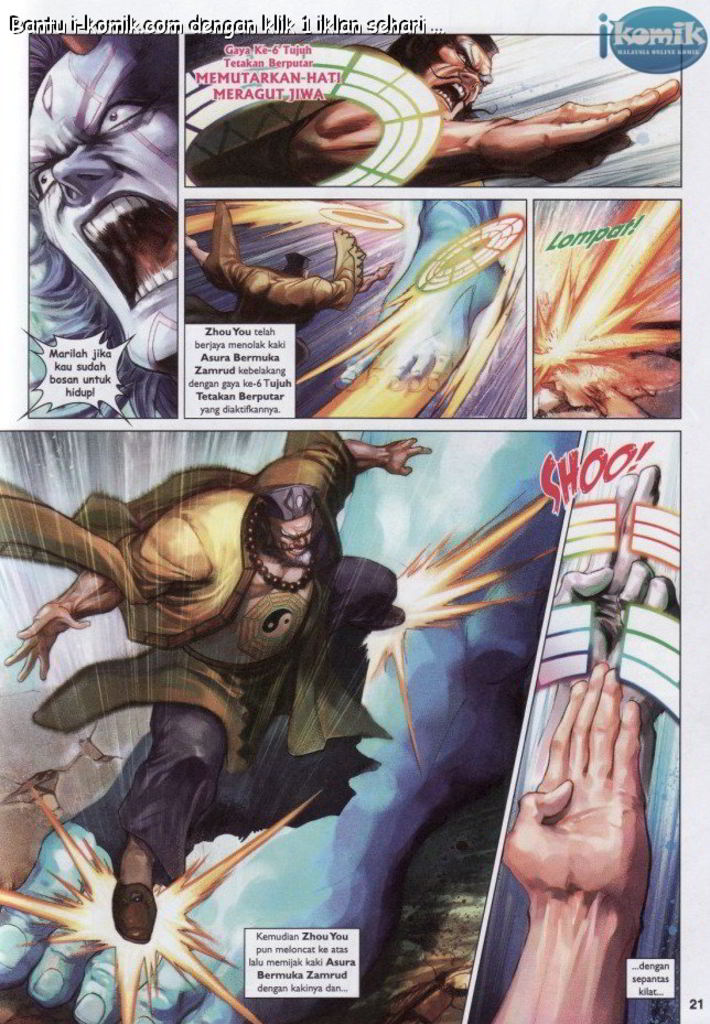 Bantu i-komik.com dengan klik 1 iklan sehari ...
ikomik
MALAYSIA ONLINE KOMIK
Gaya Ke-6 Tujuh
Tetakan Berputar
MEMUTARKAN HATI
MERAGUT JIWA
Marilah jika
kau sudah
bosan untuk
hidup!
Zhou You telah
berjaya menolak kaki
Asura Bermuka
Zamrud kebelakang
dengan gaya ke-6 Tujuh
Tetakan Berputar
yang diaktifkannya.
Lompat!
SHOO!
Kemudian Zhou You
pun meloncat ke atas
lalu memijak kaki Asura
Bermuka Zamrud
dengan kakinya dan...
...dengan
sepantas
kilat...
21